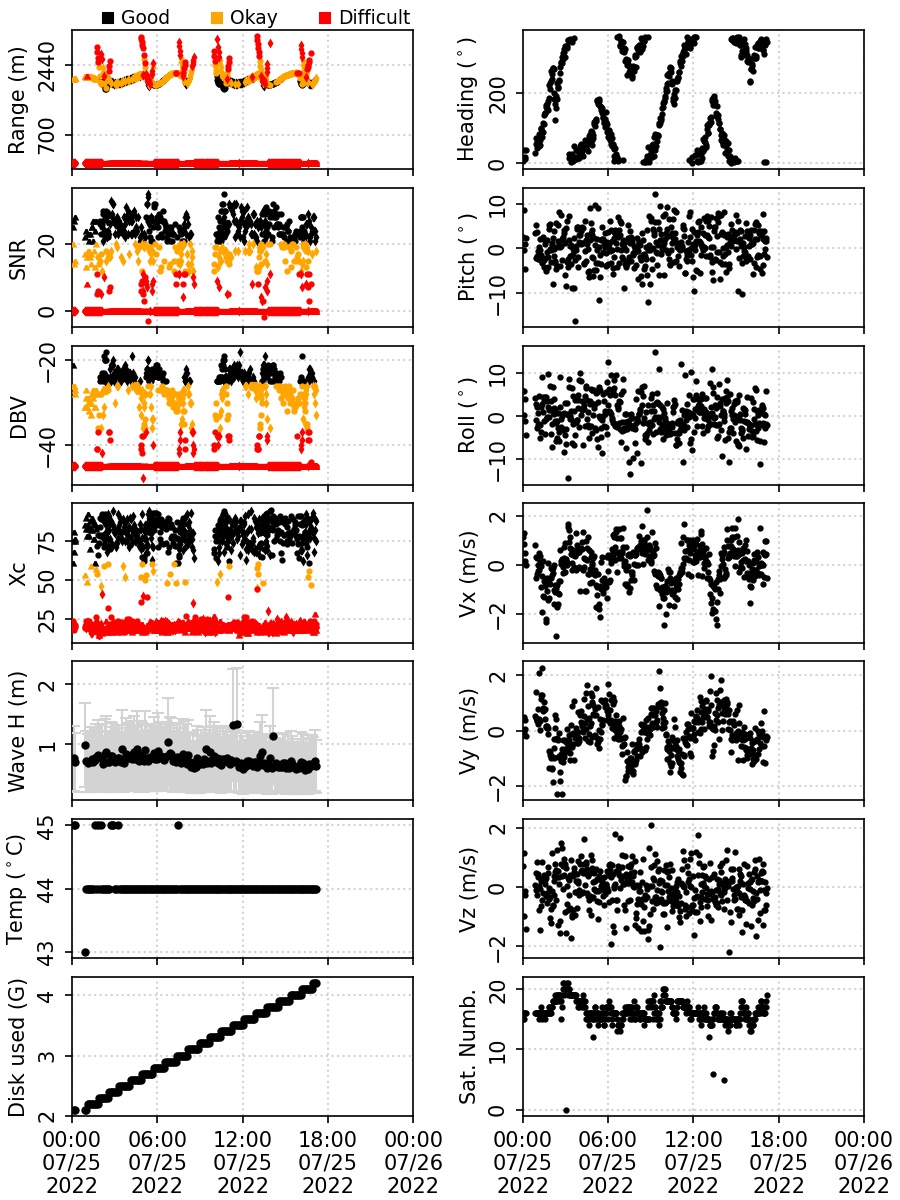 Good Okay Difficult
Range (m)
2440
700
Heading (°)
200
0
SNR
20
0
Pitch (°)
10
0
−10
DBV
−20
−40
Roll (°)
10
0
−10
Xc
75
50
25
Vx (m/s)
2
0
−2
Wave H (m)
2
1
Vy (m/s)
2
0
−2
Temp (°C)
45
44
43
Vz (m/s)
2
0
−2
Disk used (G)
4
3
2
Sat. Numb.
20
10
0
00:00 06:00 12:00 18:00 00:00
07/25 07/25 07/25 07/25 07/26
2022 2022 2022 2022 2022
00:00 06:00 12:00 18:00 00:00
07/25 07/25 07/25 07/25 07/26
2022 2022 2022 2022 2022